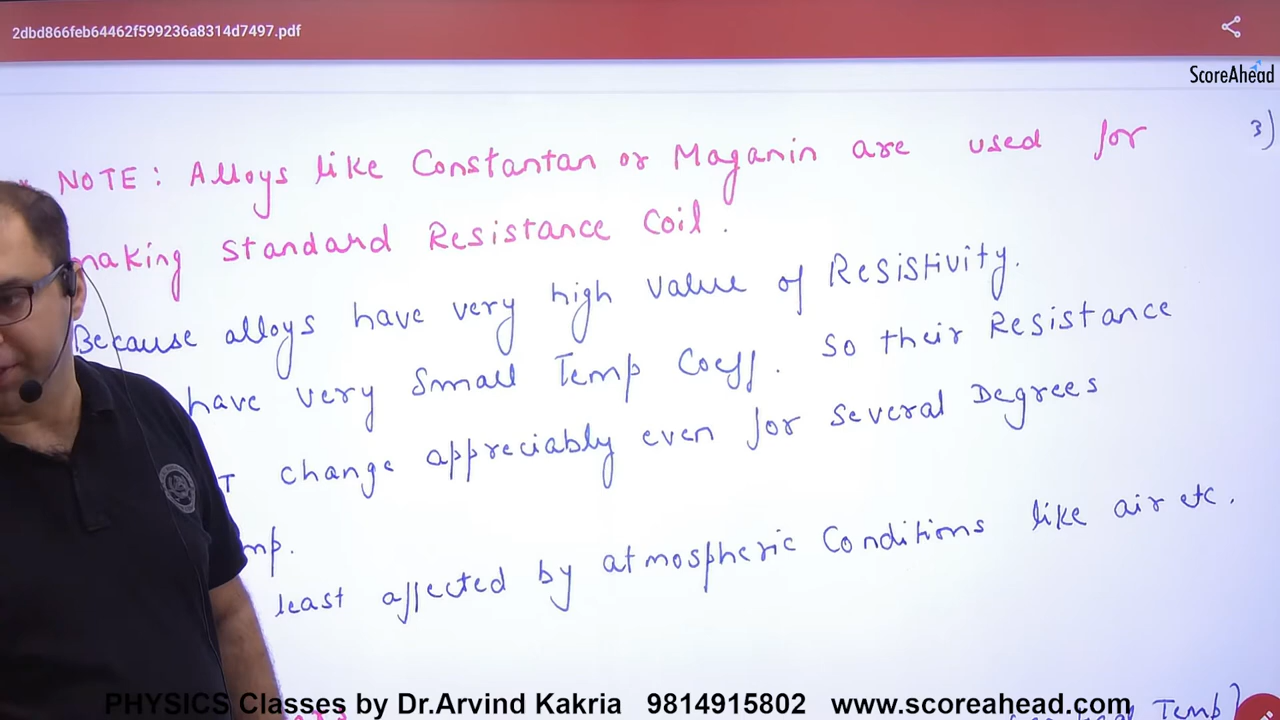 2dbd866feb64462f599236a8314d7497.pdf
ScoreAhead
3)
* NOTE: Alloys like Constantan or Maganin are used for
making Standard Resistance Coil.
Because alloys have very high value of Resistivity.
have very Small Temp Coeff. So their Resistance
T change appreciably even for several Degrees
mp.
least affected by atmospheric Conditions like air etc.
Temp]
PHYSICS Classes by Dr.Arvind Kakria 9814915802 www.scoreahead.com